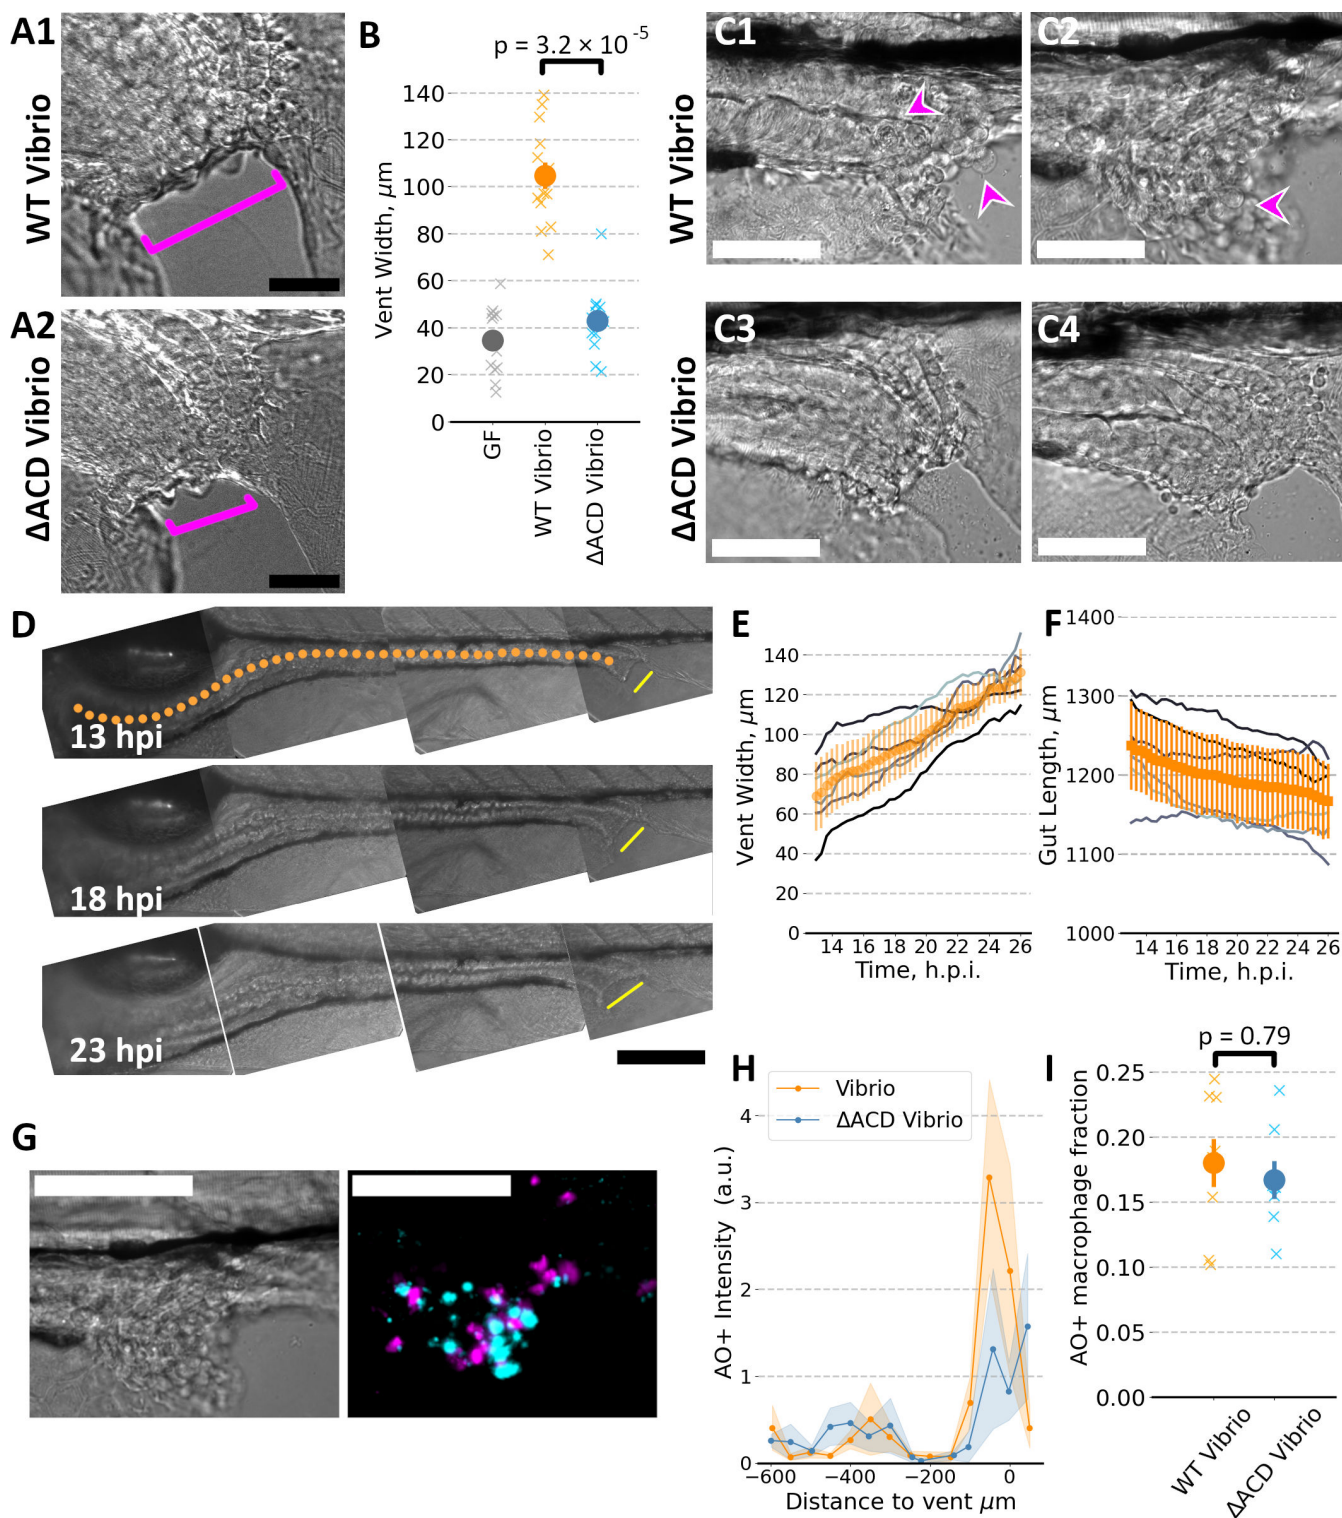 A1
WT Vibrio
A2
ΔACD Vibrio
B
p = 3.2 × 10⁻⁵
Vent Width, μm
140
120
100
80
60
40
20
0
GF
WT Vibrio
ΔACD Vibrio
C1
C2
WT Vibrio
C3
C4
ΔACD Vibrio
D
13 hpi
18 hpi
23 hpi
E
Vent Width, μm
140
120
100
80
60
40
20
0
14 16 18 20 22 24 26
Time, h.p.i.
F
Gut Length, μm
1400
1300
1200
1100
1000
14 16 18 20 22 24 26
Time, h.p.i.
G
H
Vibrio
ΔACD Vibrio
AO+ Intensity (a.u.)
4
3
2
1
0
−600 −400 −200 0
Distance to vent μm
I
p = 0.79
AO+ macrophage fraction
0.25
0.20
0.15
0.10
0.05
0.00
WT Vibrio
ΔACD Vibrio